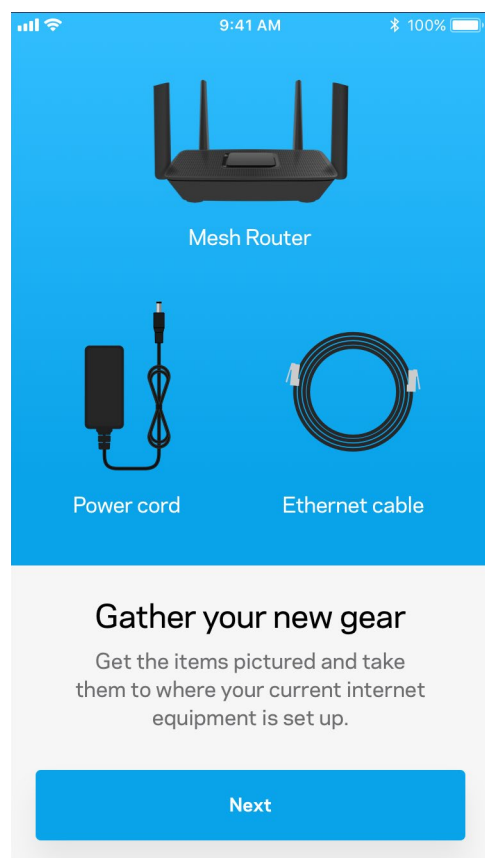 9:41 AM 100%
Mesh Router
Power cord Ethernet cable
Gather your new gear
Get the items pictured and take
them to where your current internet
equipment is set up.
Next